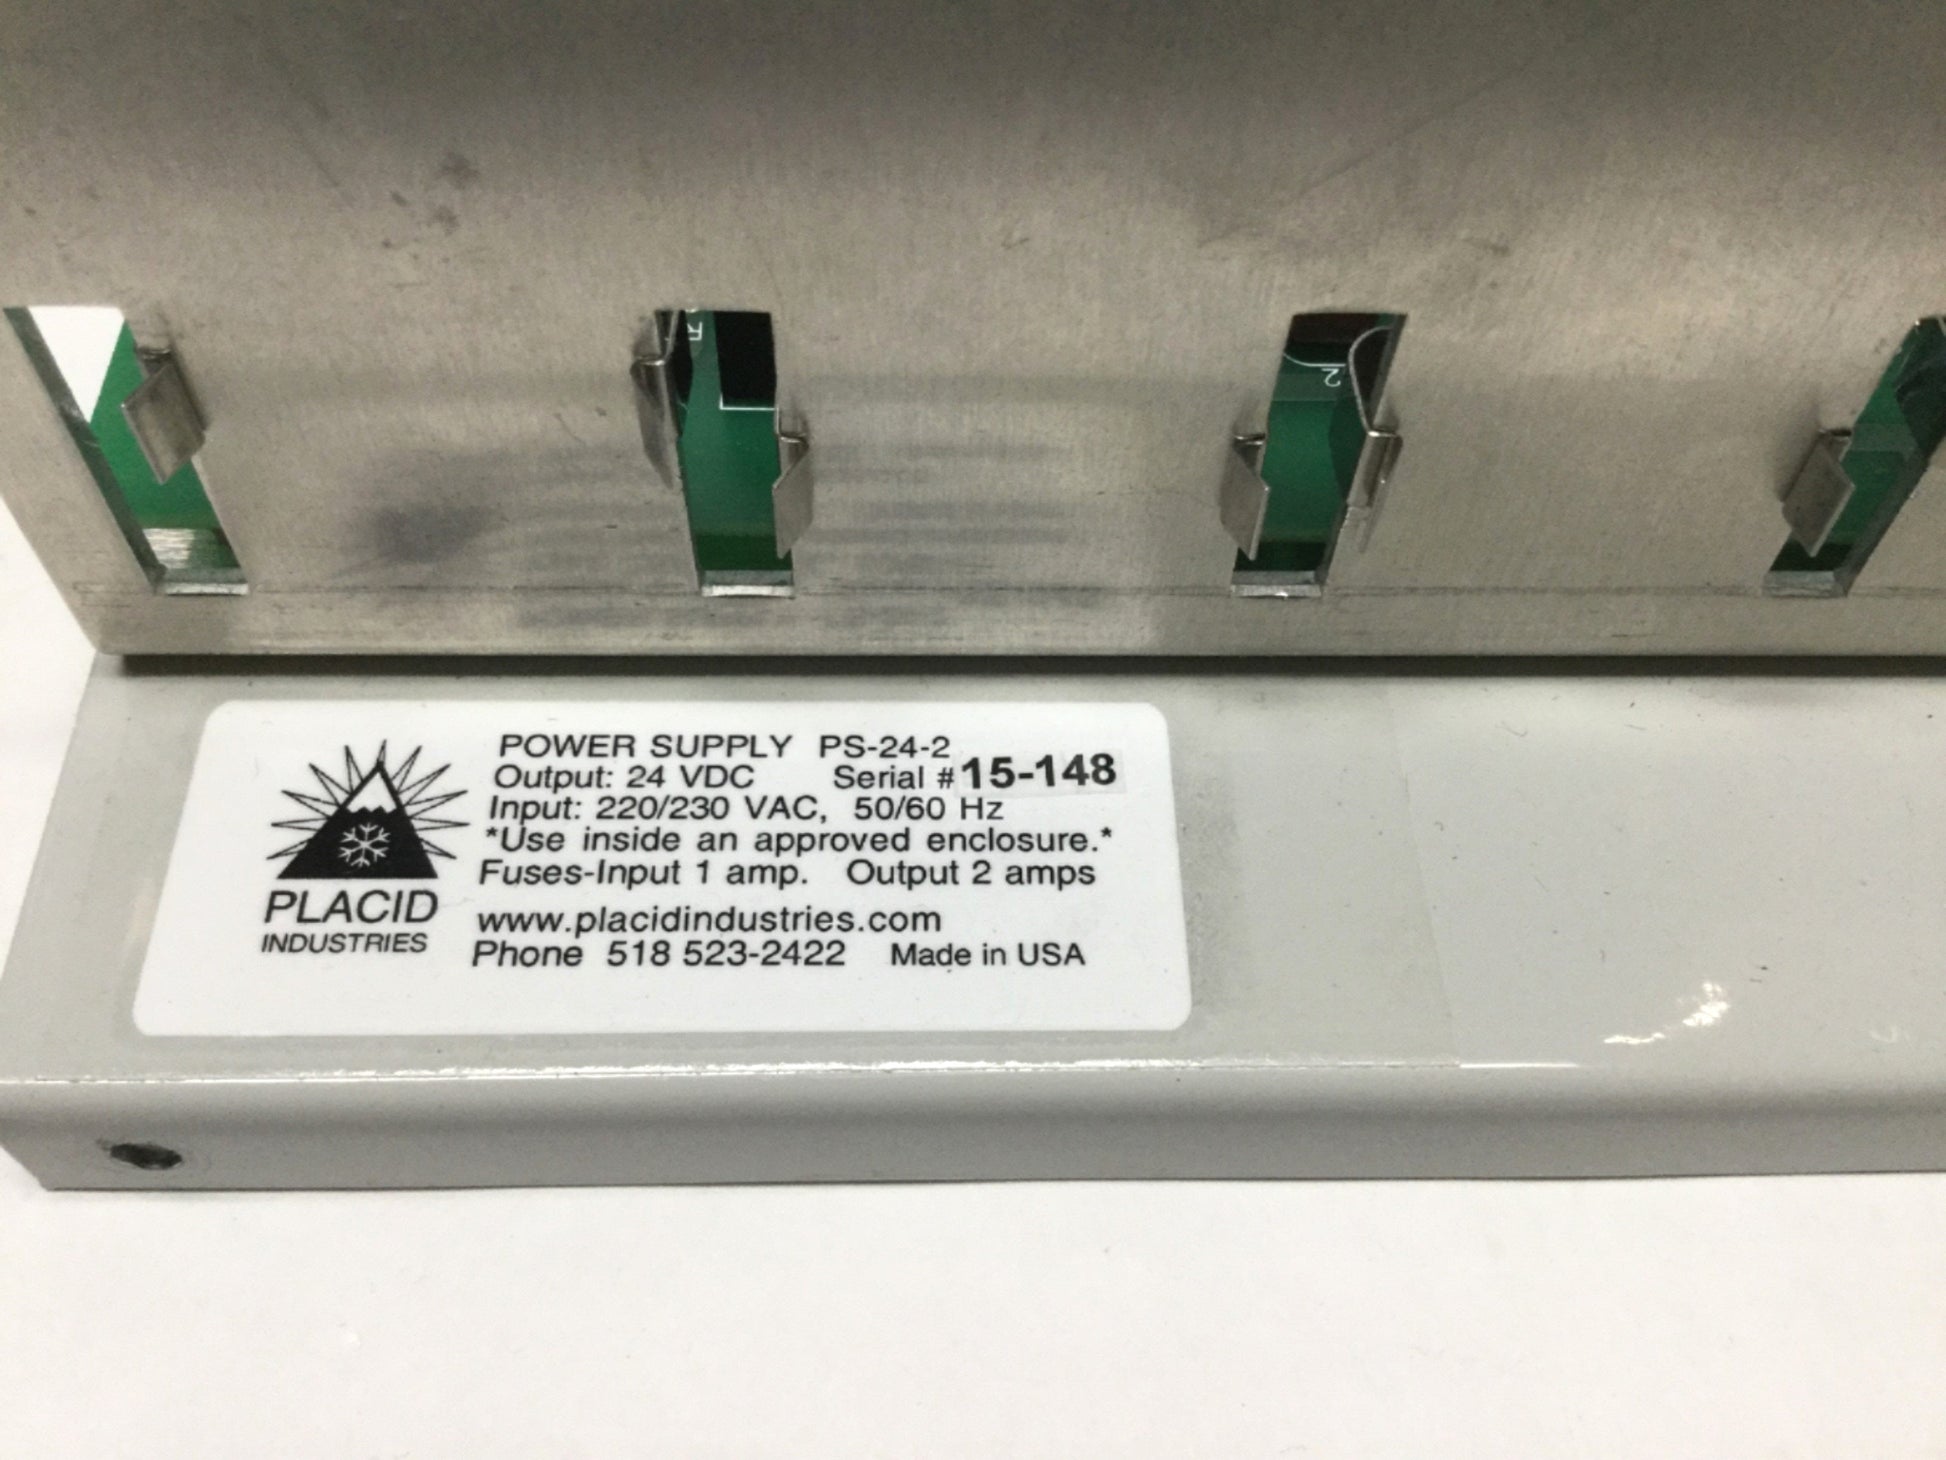 POWER SUPPLY PS-24-2
Output: 24 VDC Serial # 15-148
Input: 220/230 VAC, 50/60 Hz
*Use inside an approved enclosure.*
Fuses-Input 1 amp. Output 2 amps
PLACID
INDUSTRIES
www.placidindustries.com
Phone 518 523-2422 Made in USA
2